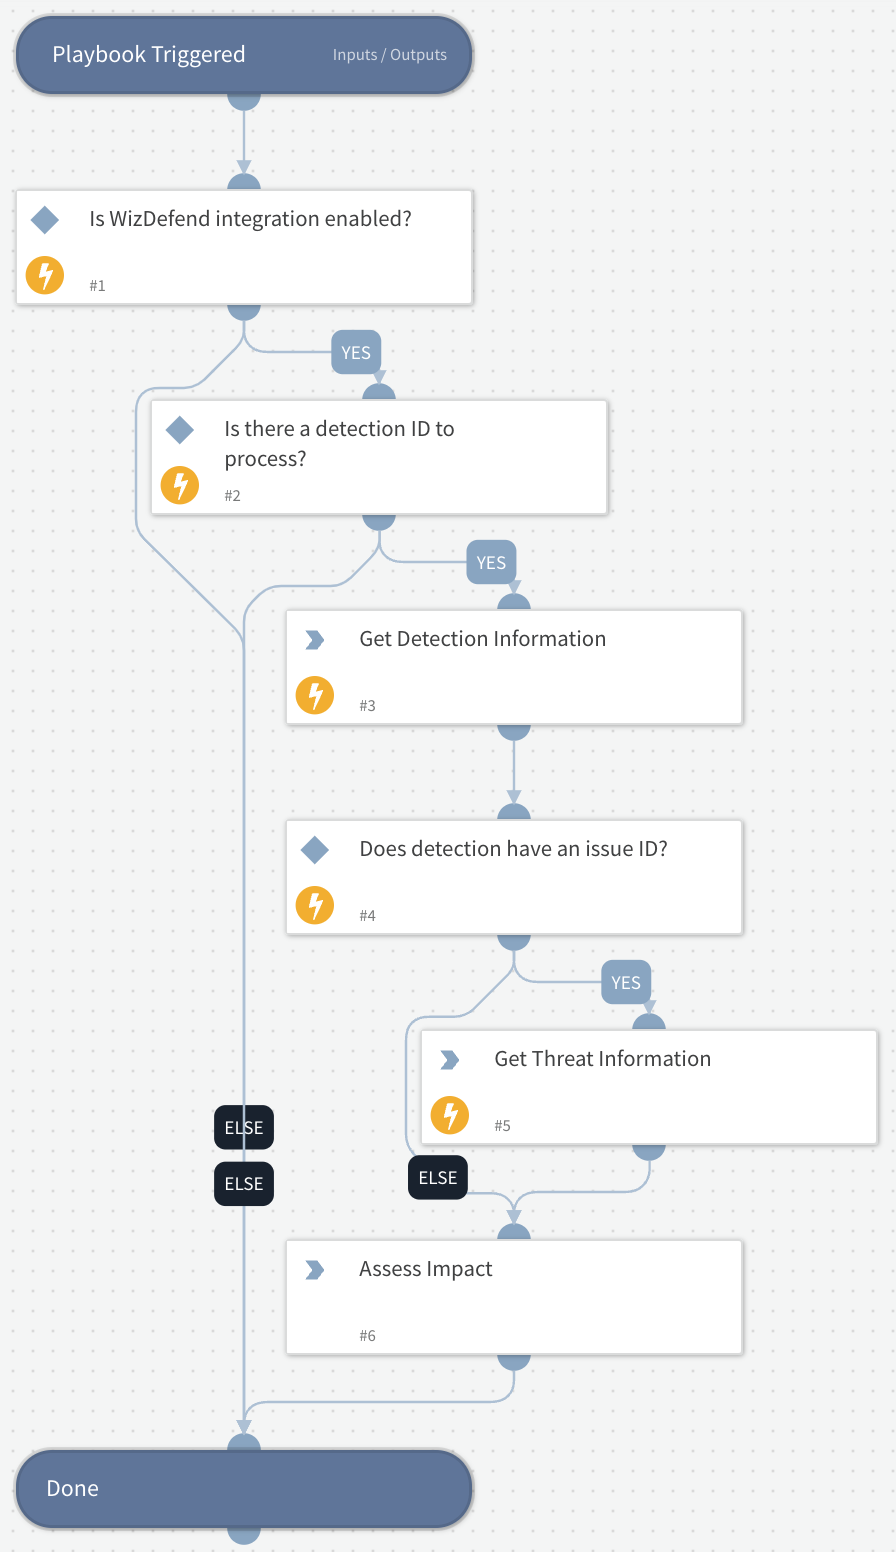 Playbook Triggered
Inputs / Outputs
Is WizDefend integration enabled?
#1
YES
Is there a detection ID to
process?
#2
YES
Get Detection Information
#3
Does detection have an issue ID?
#4
YES
Get Threat Information
#5
ELSE
ELSE
ELSE
Assess Impact
#6
Done